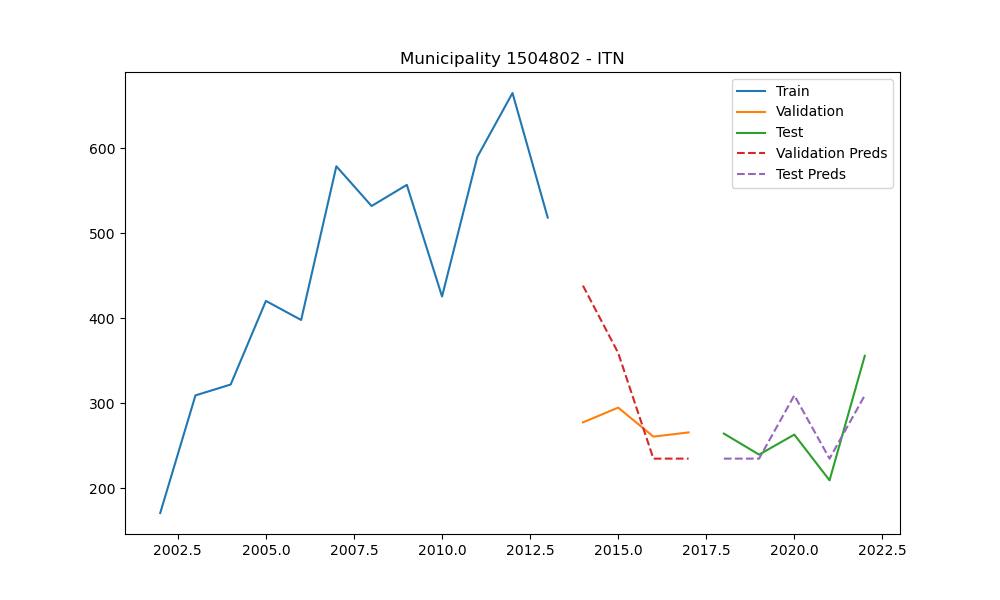 Municipality 1504802 - ITN
Train
Validation
Test
Validation Preds
Test Preds
600
500
400
300
200
2002.5 2005.0 2007.5 2010.0 2012.5 2015.0 2017.5 2020.0 2022.5